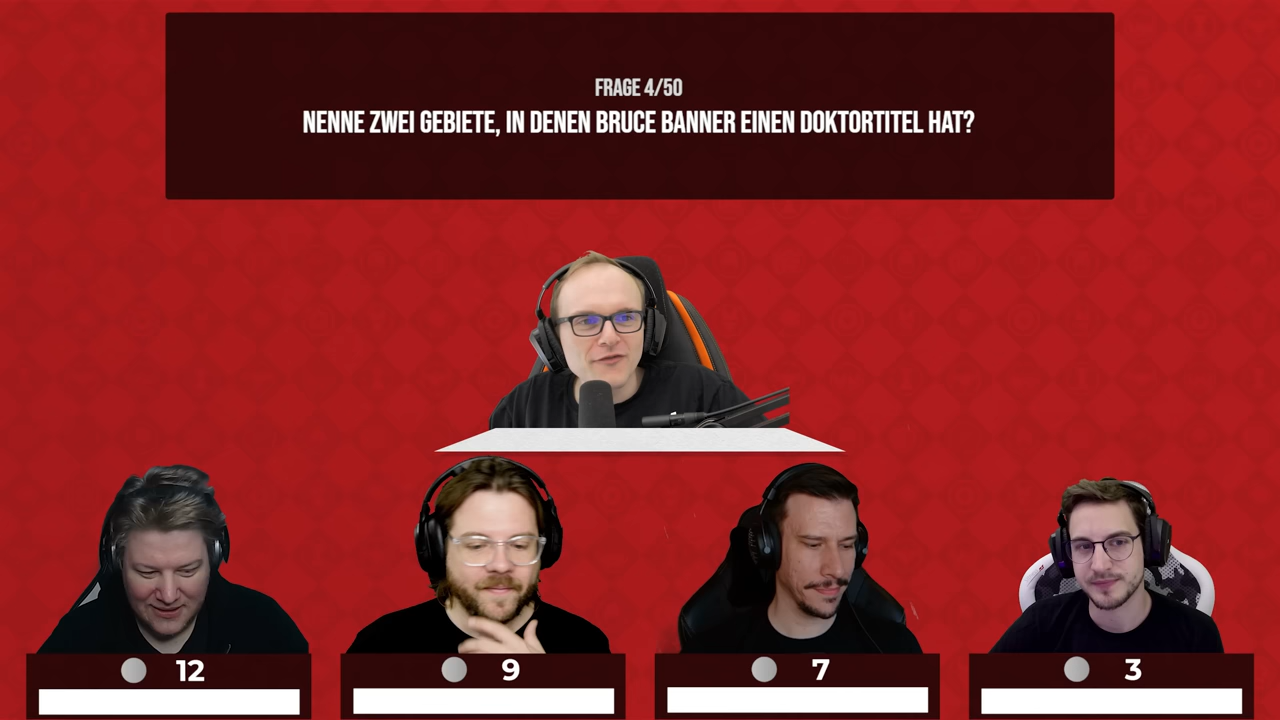 FRAGE 4/50
NENNE ZWEI GEBIETE, IN DENEN BRUCE BANNER EINEN DOKTORTITEL HAT?
12
9
7
3